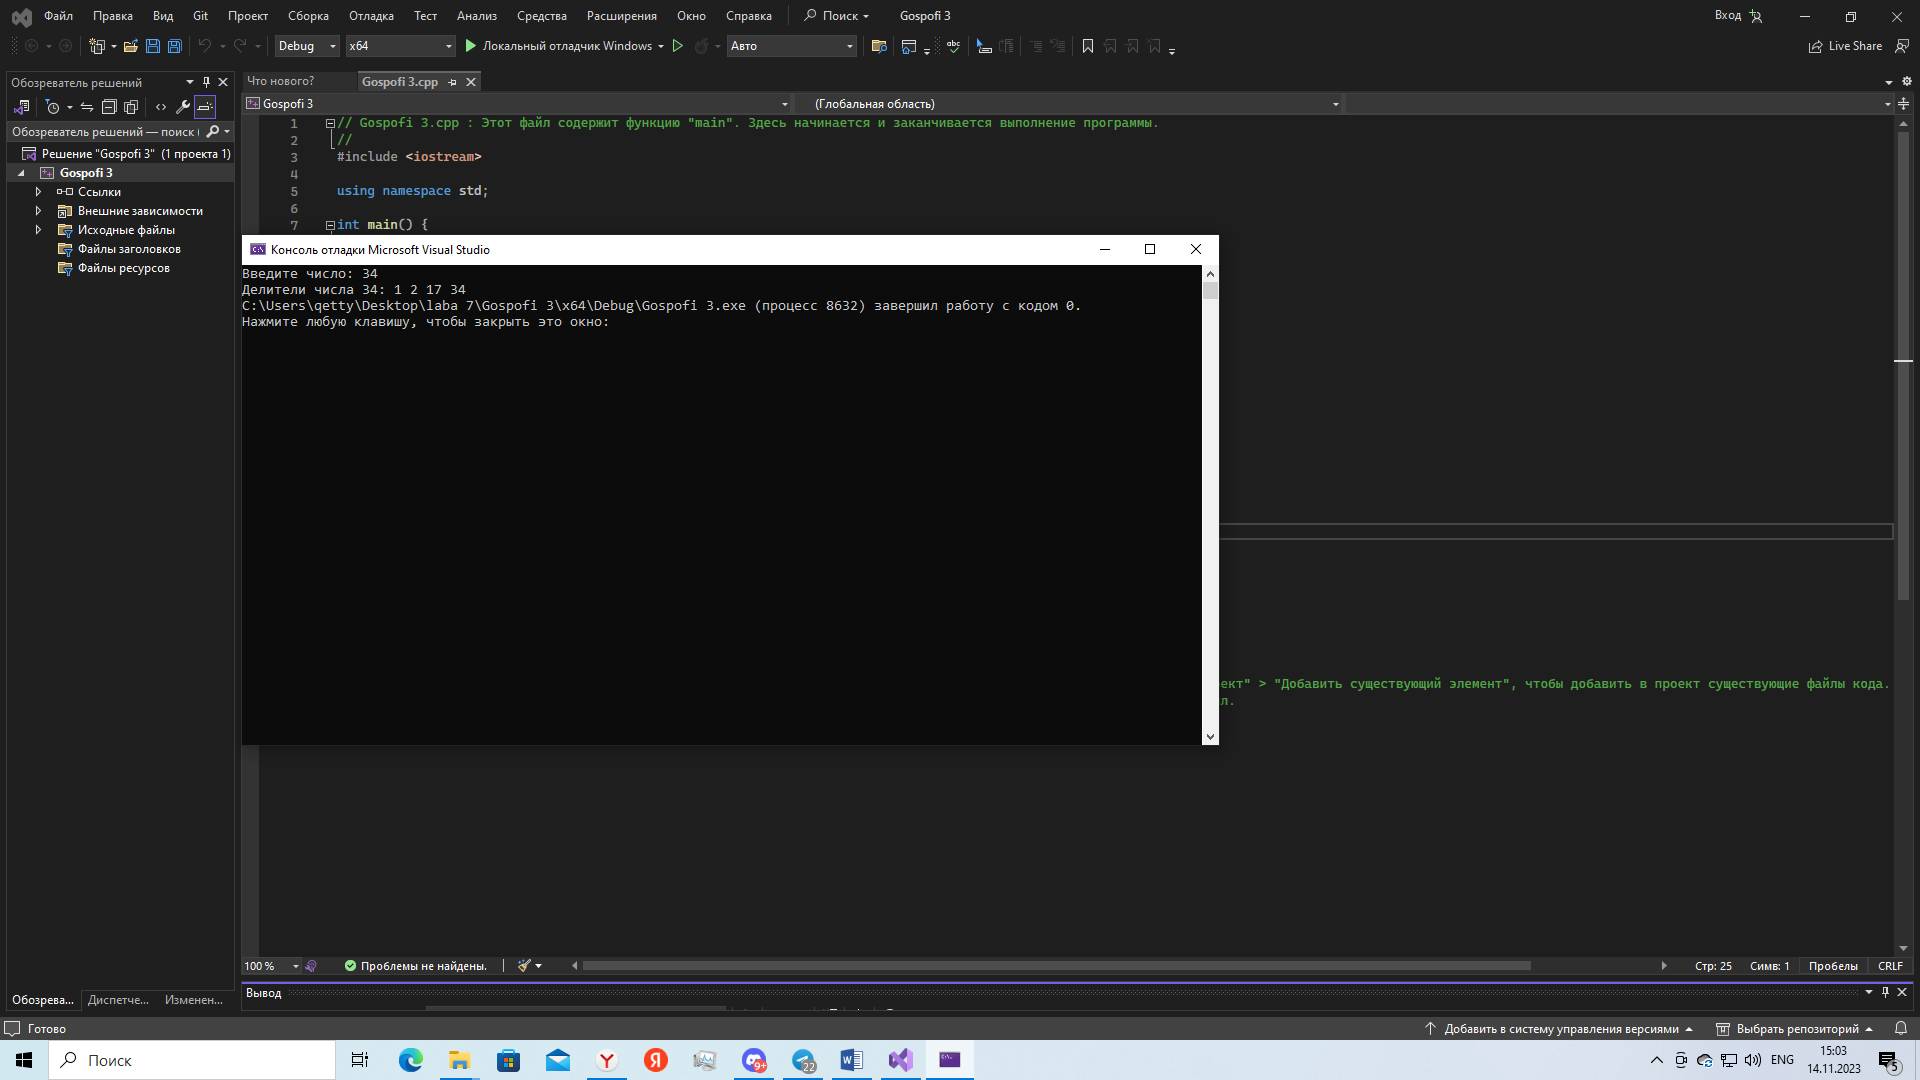 Файл Правка Вид Git Проект Сборка Отладка Тест Анализ Средства Расширения Окно Справка Поиск Gospofi 3 Вход
Debug x64 Локальный отладчик Windows Авто Live Share
Обозреватель решений
Что нового? Gospofi 3.cpp
Gospofi 3 (Глобальная область)
Обозреватель решений — поиск (
Решение "Gospofi 3" (1 проекта 1)
Gospofi 3
Ссылки
Внешние зависимости
Исходные файлы
Файлы заголовков
Файлы ресурсов
1 // Gospofi 3.cpp : Этот файл содержит функцию "main". Здесь начинается и заканчивается выполнение программы.
2 //
3 #include <iostream>
4
5 using namespace std;
6
7 int main() {
Консоль отладки Microsoft Visual Studio
Введите число: 34
Делители числа 34: 1 2 17 34
C:\Users\qetty\Desktop\laba 7\Gospofi 3\x64\Debug\Gospofi 3.exe (процесс 8632) завершил работу с кодом 0.
Нажмите любую клавишу, чтобы закрыть это окно:
ект" > "Добавить существующий элемент", чтобы добавить в проект существующие файлы кода.
л.
100 % Проблемы не найдены. Стр: 25 Симв: 1 Пробелы CRLF
Обозрева... Диспетче... Изменен...
Вывод
Готово Добавить в систему управления версиями Выбрать репозиторий
Поиск 9+ 22 ENG 15:03
14.11.2023 5